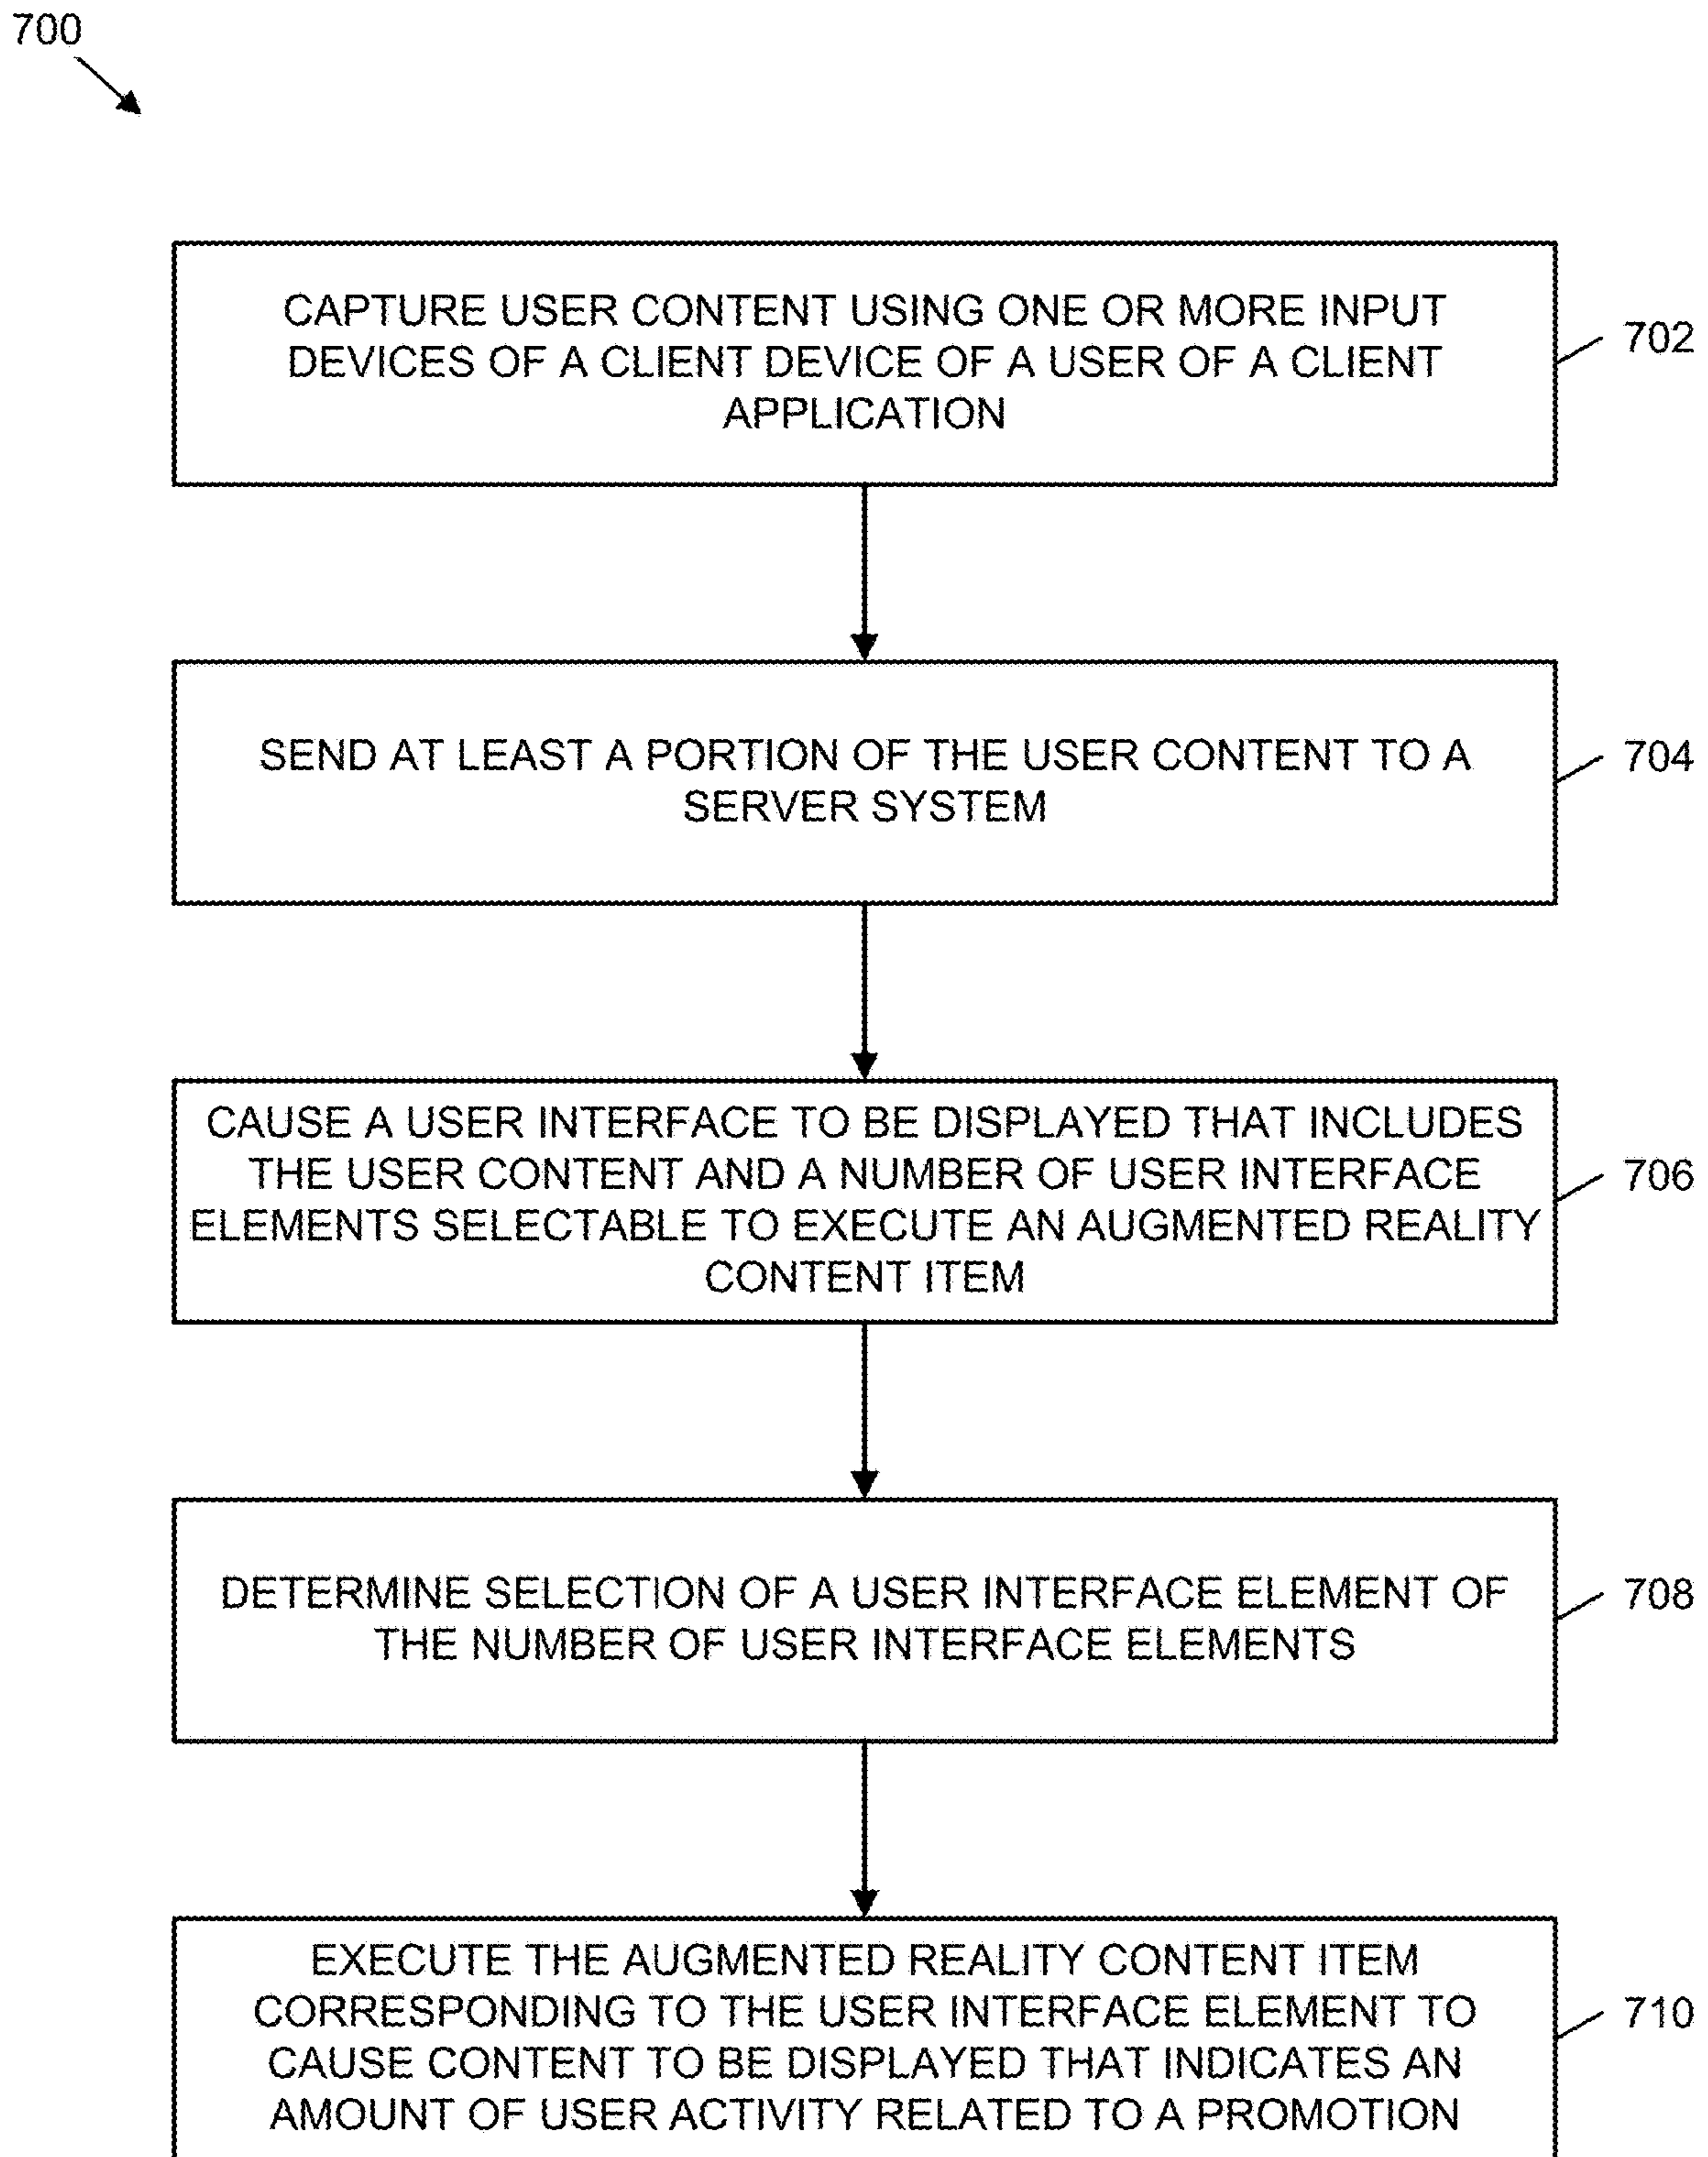 700
CAPTURE USER CONTENT USING ONE OR MORE INPUT
DEVICES OF A CLIENT DEVICE OF A USER OF A CLIENT
APPLICATION
702
SEND AT LEAST A PORTION OF THE USER CONTENT TO A
SERVER SYSTEM
704
CAUSE A USER INTERFACE TO BE DISPLAYED THAT INCLUDES
THE USER CONTENT AND A NUMBER OF USER INTERFACE
ELEMENTS SELECTABLE TO EXECUTE AN AUGMENTED REALITY
CONTENT ITEM
706
DETERMINE SELECTION OF A USER INTERFACE ELEMENT OF
THE NUMBER OF USER INTERFACE ELEMENTS
708
EXECUTE THE AUGMENTED REALITY CONTENT ITEM
CORRESPONDING TO THE USER INTERFACE ELEMENT TO
CAUSE CONTENT TO BE DISPLAYED THAT INDICATES AN
AMOUNT OF USER ACTIVITY RELATED TO A PROMOTION
710